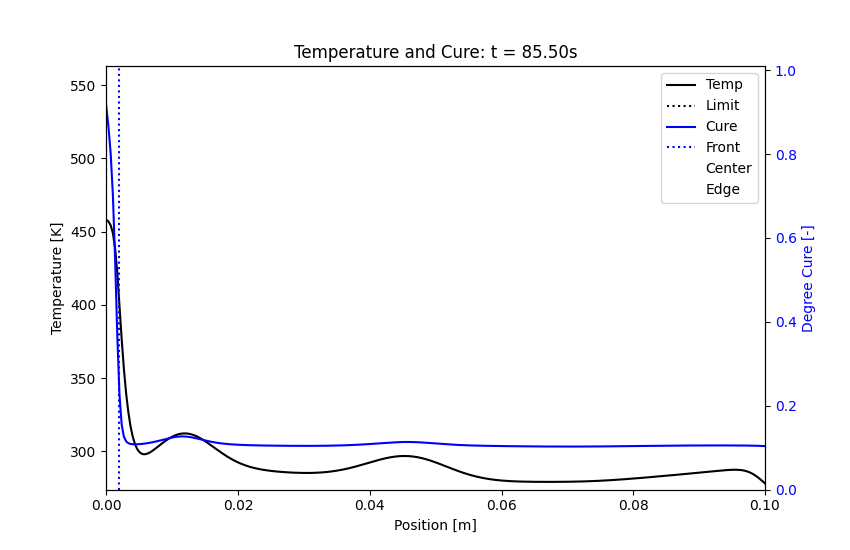 Temperature and Cure: t = 85.50s
Temperature [K]
550
500
450
400
350
300
0.00
0.02
0.04
0.06
0.08
0.10
Position [m]
1.0
0.8
0.6
0.4
0.2
0.0
Degree Cure [-]
Temp
Limit
Cure
Front
Center
Edge